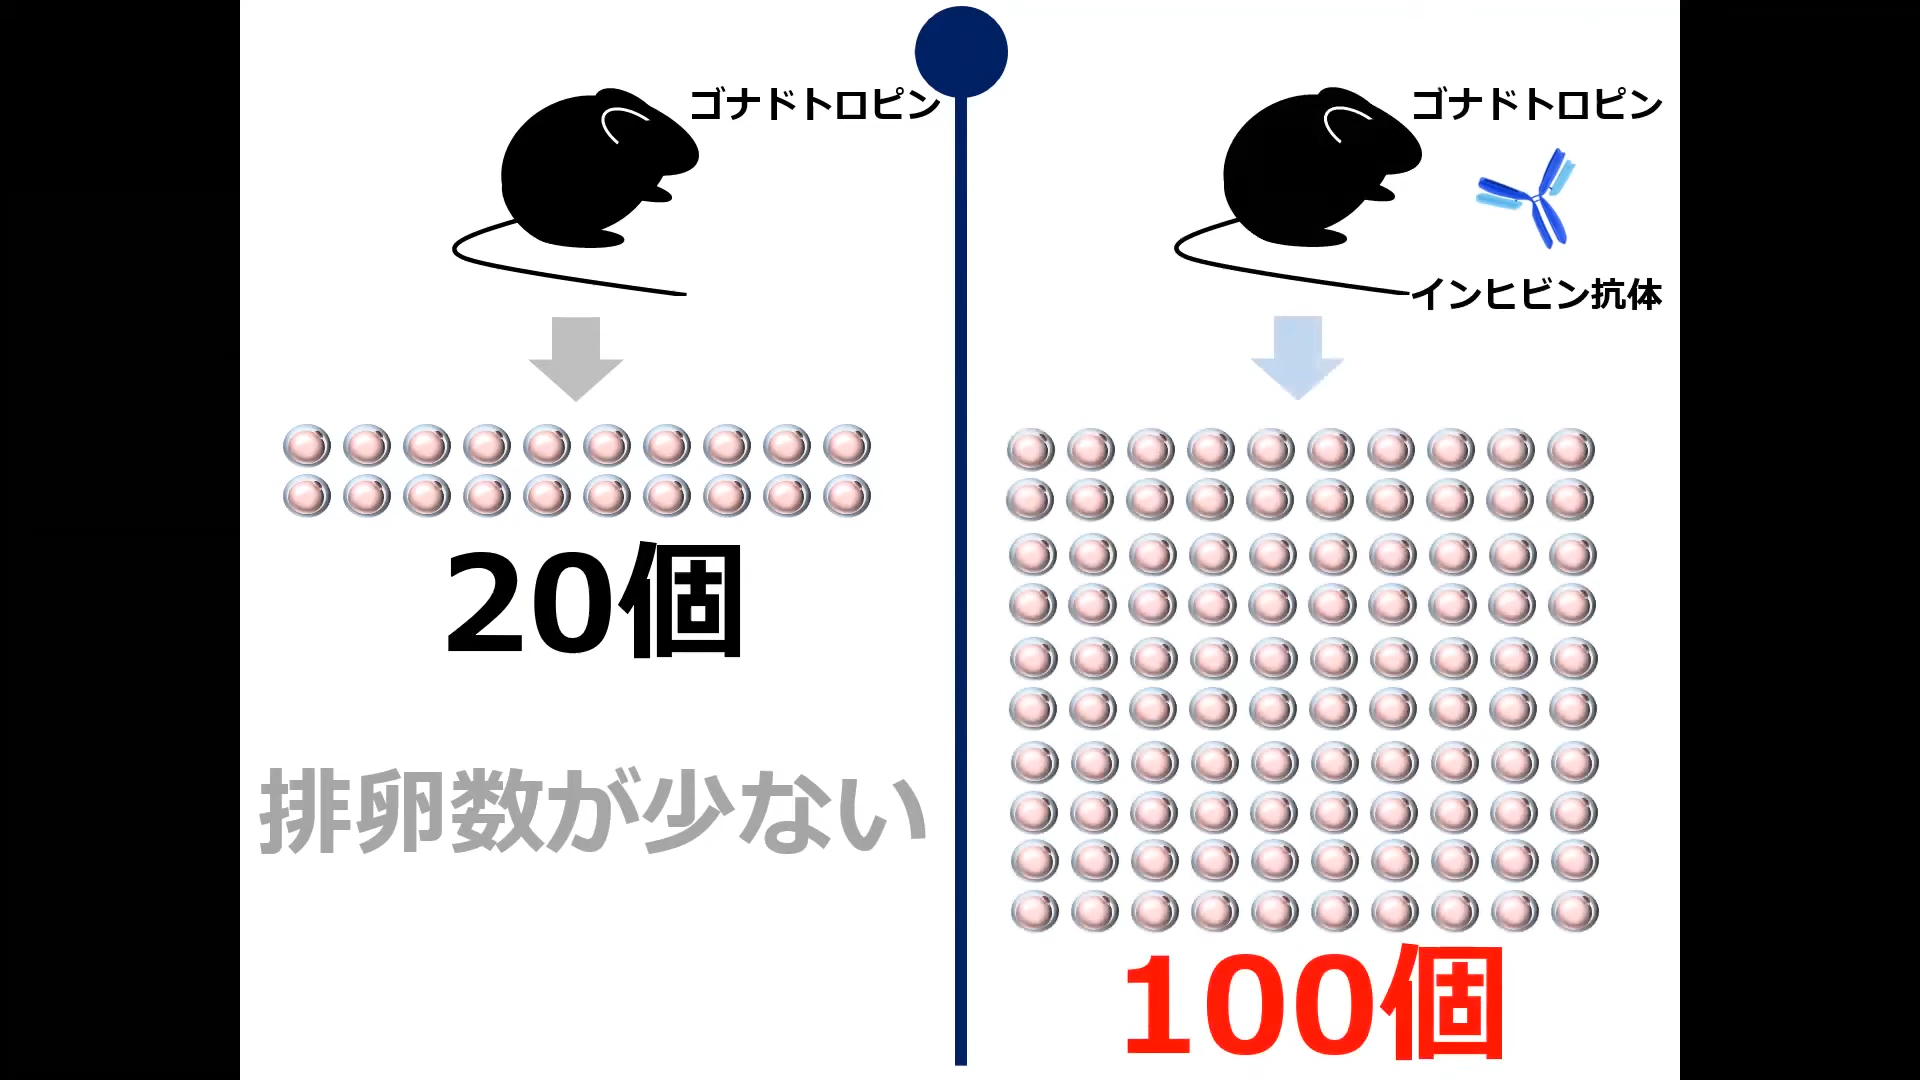 ゴナドトロピン
20個
排卵数が少ない
ゴナドトロピン
インヒビン抗体
100個